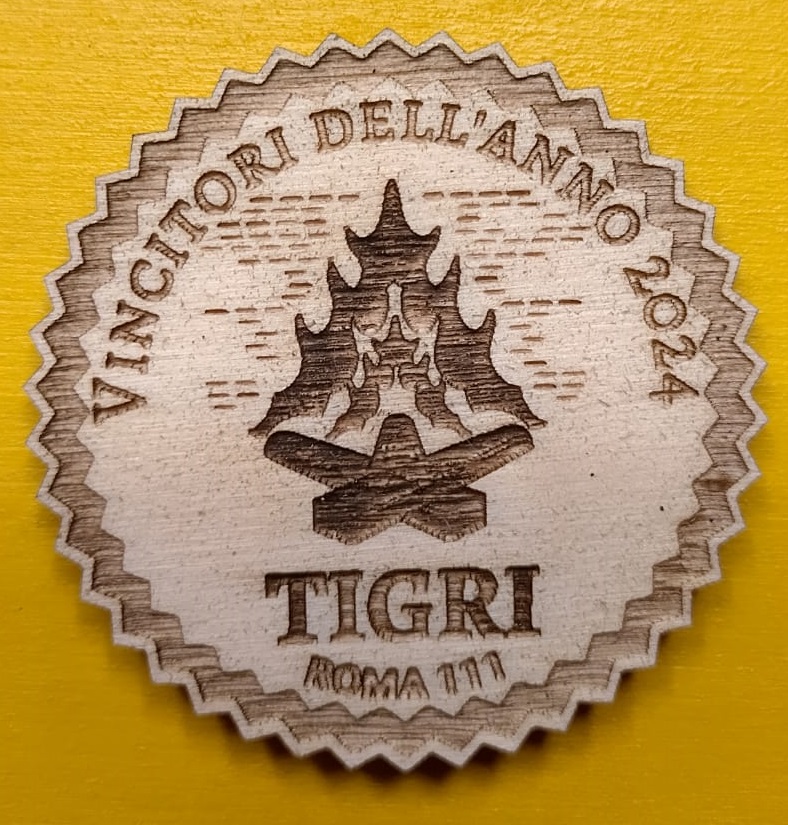 VINCITORI DELL'ANNO 2024
TIGRI
ROMA 111